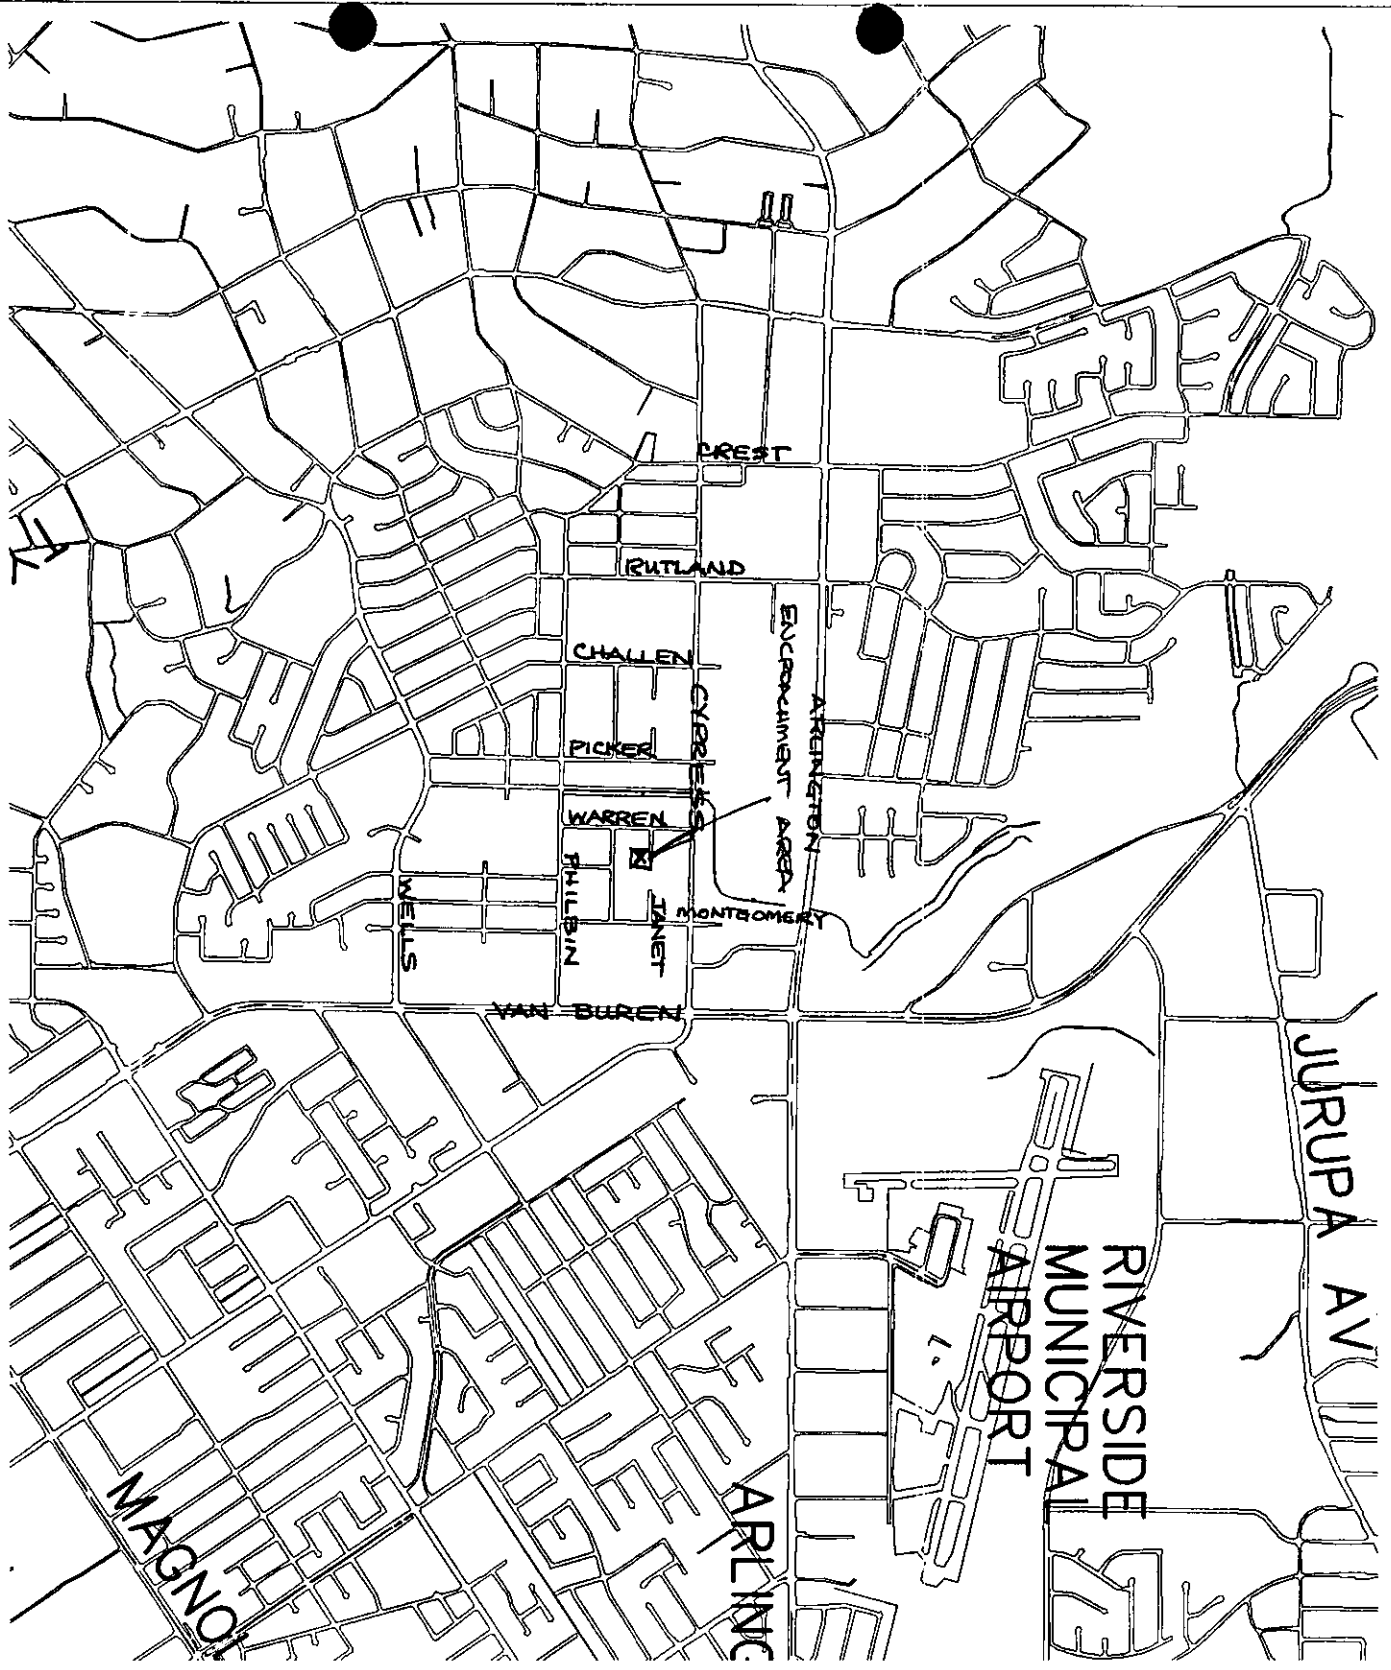 CREST
RUTLAND
ENCROACHMENT AREA
CHALLEN
CYPRESS
ARLINGTON
PICKER
WARREN
PHILBIN
WELLS
JANET
MONTGOMERY
VAN BUREN
JURUPA AV
RIVERSIDE
MUNICIPAL
AIRPORT
MAGNOL
ARLING